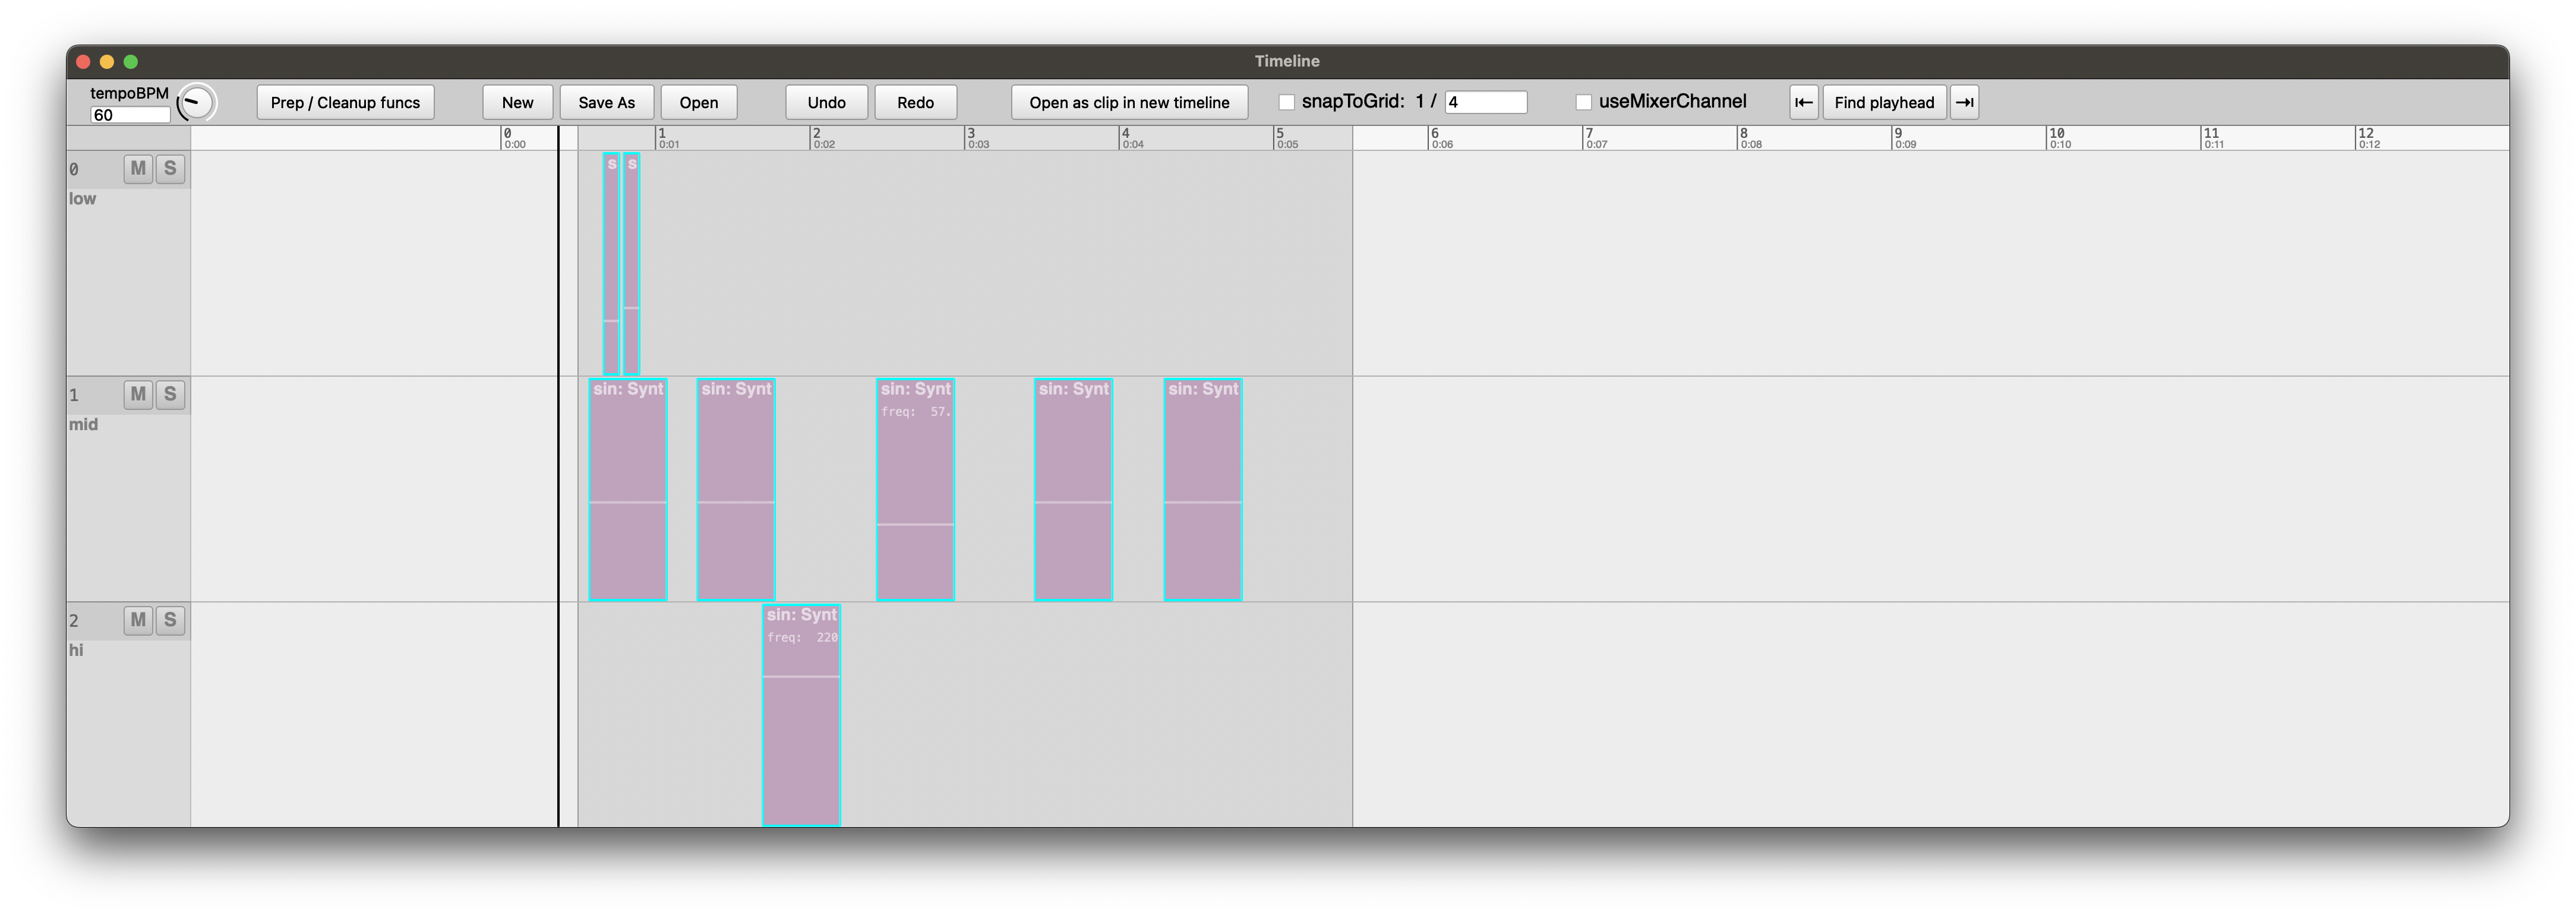 Timeline
tempoBPM
60
Prep / Cleanup funcs
New
Save As
Open
Undo
Redo
Open as clip in new timeline
snapToGrid: 1 / 4
useMixerChannel
Find playhead
0 1 2 3 4 5 6 7 8 9 10 11 12
0:00 0:01 0:02 0:03 0:04 0:05 0:06 0:07 0:08 0:09 0:10 0:11 0:12
0 M S
low
s s
1 M S
mid
sin: Synt sin: Synt sin: Synt sin: Synt sin: Synt
freq: 57.
2 M S
hi
sin: Synt
freq: 220